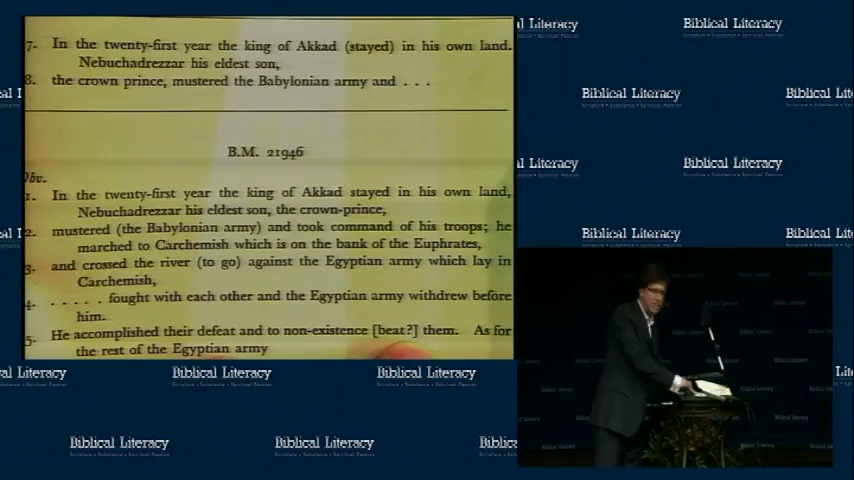 7. In the twenty-first year the king of Akkad (stayed) in his own land.
Nebuchadrezzar his eldest son,
8. the crown prince, mustered the Babylonian army and . . .
B.M. 21946
Obv.
1. In the twenty-first year the king of Akkad stayed in his own land,
Nebuchadrezzar his eldest son, the crown-prince,
2. mustered (the Babylonian army) and took command of his troops; he
marched to Carchemish which is on the bank of the Euphrates,
3. and crossed the river (to go) against the Egyptian army which lay in
Carchemish,
4. . . . . . fought with each other and the Egyptian army withdrew before
him.
5. He accomplished their defeat and to non-existence [beat?] them. As for
the rest of the Egyptian army
al Literacy
Biblical Literacy
Biblical Literacy
Biblical
al Literacy
Biblical Literacy
Biblical Literacy
Biblical
al Literacy
Biblical Literacy
Biblical Literacy
Lit
Biblical Literacy
Biblical Literacy
Bibli